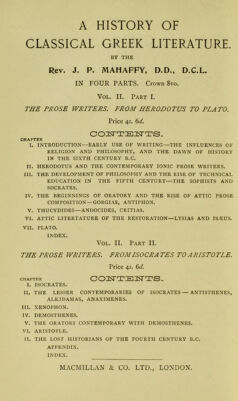 A HISTORY OF
CLASSICAL GREEK LITERATURE.
BY THE
Rev. J. P. MAHAFFY, D.D., D.C.L.
IN FOUR PARTS. Crown 8vo.
VOL. II. PART I.
THE PROSE WRITERS. FROM HERODOTUS TO PLATO.
Price 4s. 6d.
CONTENTS.
CHAPTER
I. INTRODUCTION—EARLY USE OF WRITING—THE INFLUENCES OF
RELIGION AND PHILOSOPHY, AND THE DAWN OF HISTORY
IN THE SIXTH CENTURY B.C.
II. HERODOTUS AND THE CONTEMPORARY IONIC PROSE WRITERS.
III. THE DEVELOPMENT OF PHILOSOPHY AND THE RISE OF TECHNICAL
EDUCATION IN THE FIFTH CENTURY—THE SOPHISTS AND
SOCRATES.
IV. THE BEGINNINGS OF ORATORY AND THE RISE OF ATTIC PROSE
COMPOSITION—GORGIAS, ANTIPHON.
V. THUCYDIDES—ANDOCIDES, CRITIAS.
VI. ATTIC LITERTATURE OF THE RESTORATION—LYSIAS AND ISÆUS.
VII. PLATO.
INDEX.
VOL. II. PART II.
THE PROSE WRITERS. FROM ISOCRATES TO ARISTOTLE.
Price 4s. 6d.
CHAPTER
CONTENTS.
I. ISOCRATES.
II. THE LESSER CONTEMPORARIES OF ISOCRATES—ANTISTHENES,
ALKIDAMAS, ANAXIMENES.
III. XENOPHON.
IV. DEMOSTHENES.
V. THE ORATORS CONTEMPORARY WITH DEMOSTHENES.
VI. ARISTOTLE.
II. THE LOST HISTORIANS OF THE FOURTH CENTURY B.C.
APPENDIX.
INDEX.
MACMILLAN & CO. LTD., LONDON.